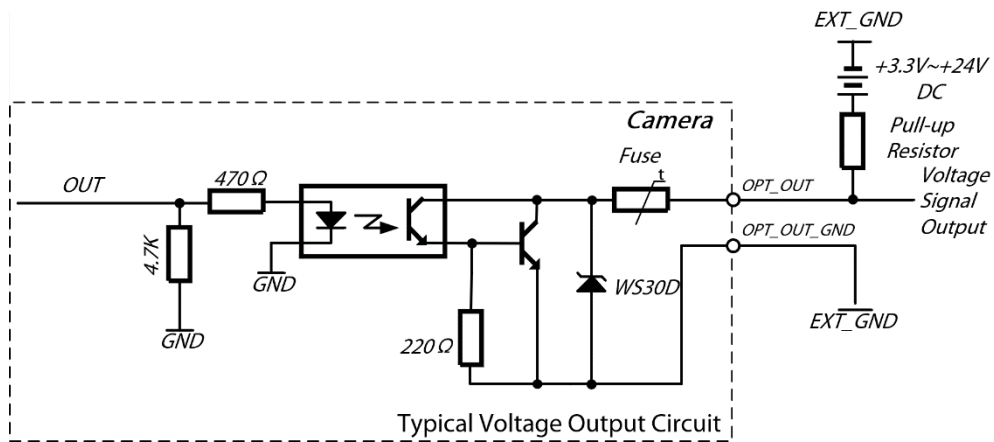 EXT_GND
+3.3V~+24V
DC
Camera
Pull-up
Resistor
Fuse
t
Voltage
Signal
Output
OUT
470Ω
OPT_OUT
OPT_OUT_GND
4.7K
GND
WS30D
EXT_GND
GND
220Ω
Typical Voltage Output Circuit